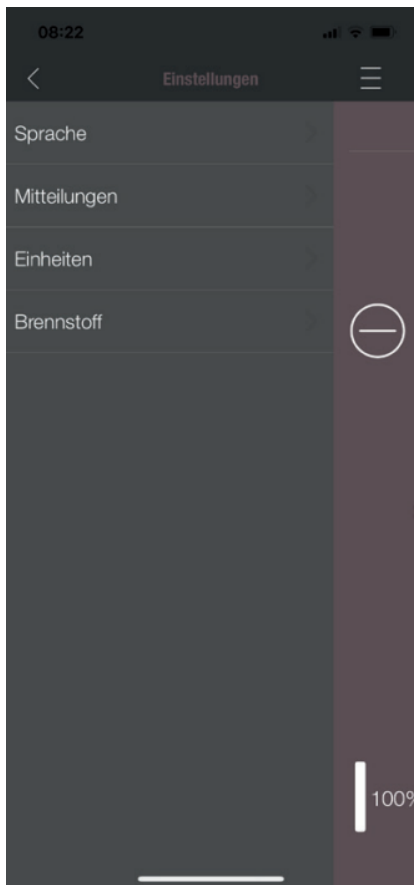 08:22
Einstellungen
Sprache
Mitteilungen
Einheiten
Brennstoff
100%